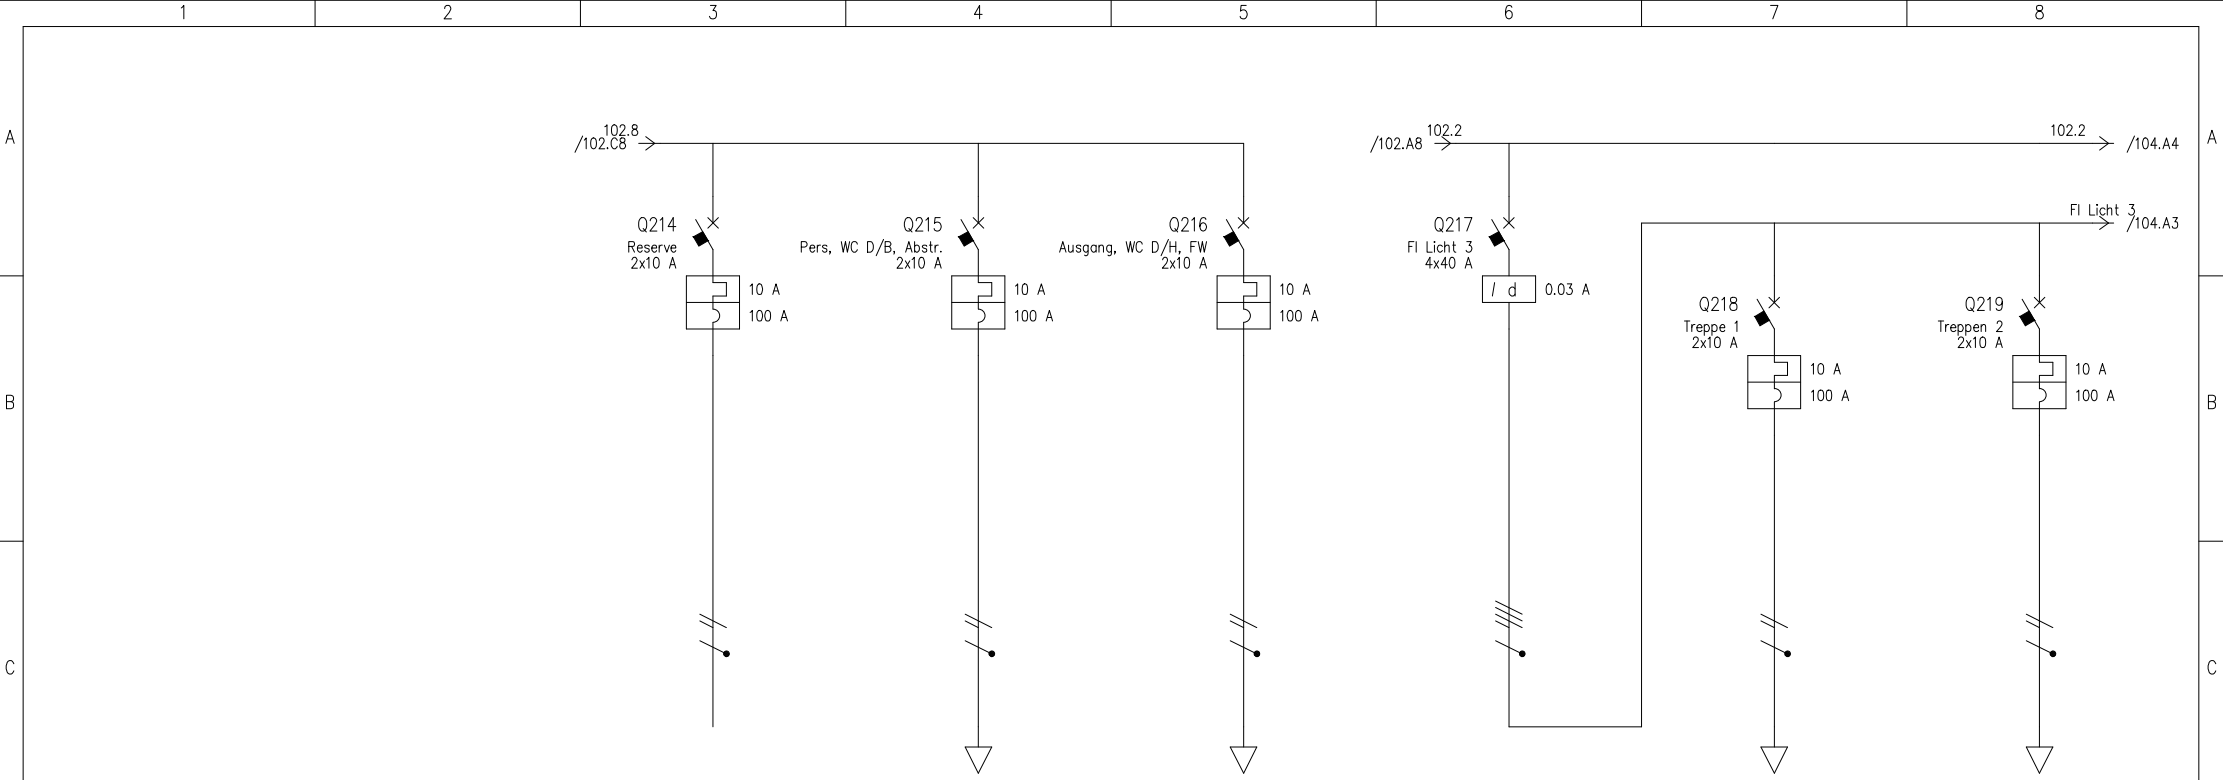 1 2 3 4 5 6 7 8
A A
102.8
/102.C8
102.2
/102.A8
102.2
/104.A4
FI Licht 3
/104.A3
Q214
Reserve
2x10 A
10 A
100 A
Q215
Pers, WC D/B, Abstr.
2x10 A
10 A
100 A
Q216
Ausgang, WC D/H, FW
2x10 A
10 A
100 A
Q217
FI Licht 3
4x40 A
I d
0.03 A
Q218
Treppe 1
2x10 A
10 A
100 A
Q219
Treppen 2
2x10 A
10 A
100 A
B B
C C